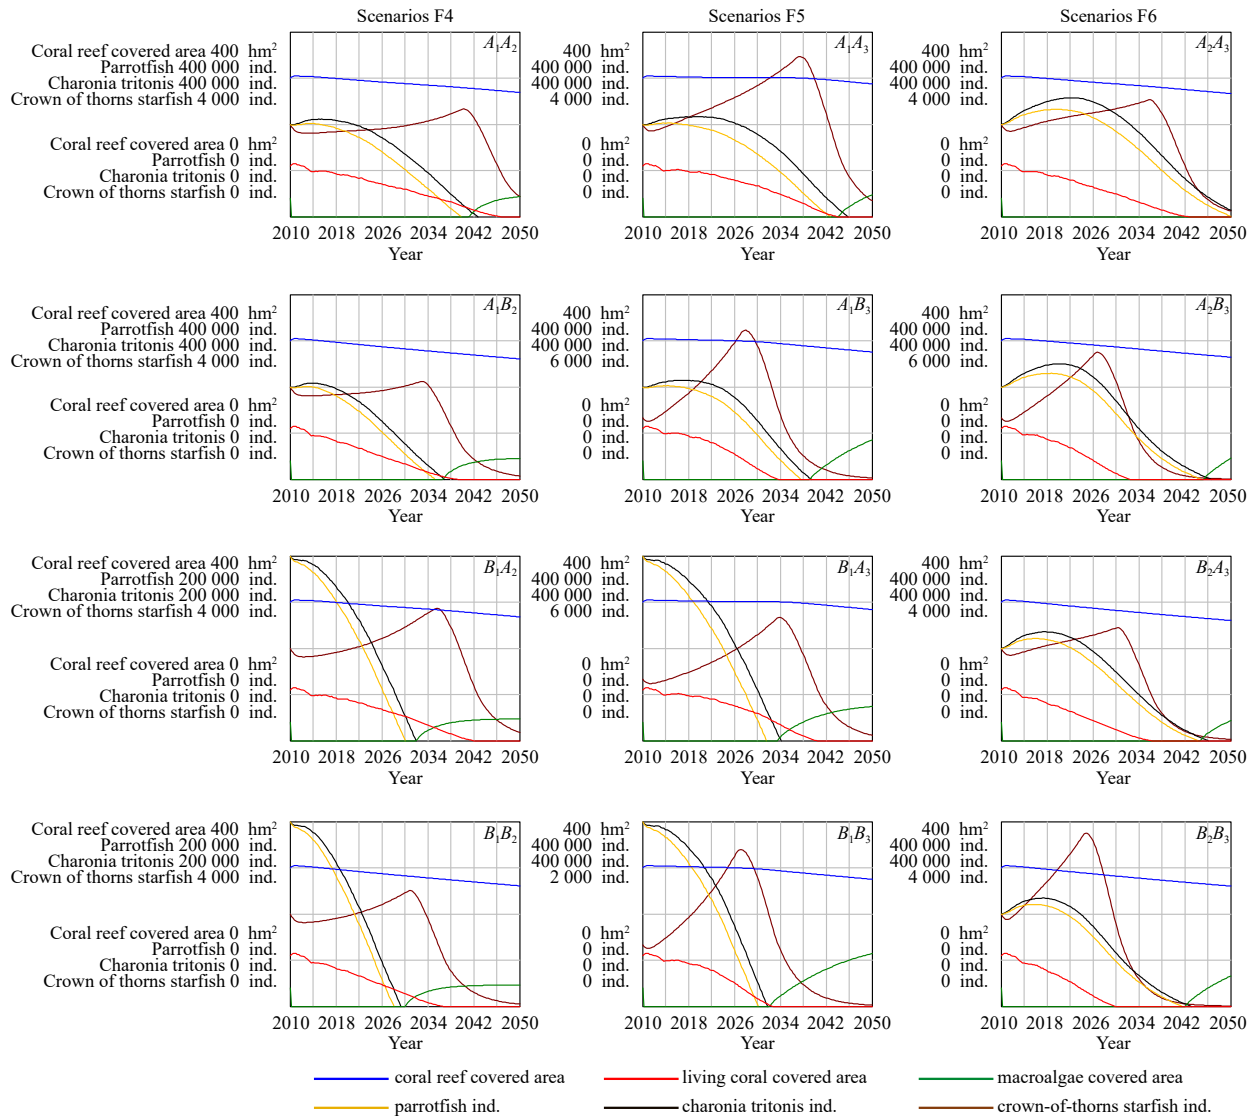 Scenarios F4 Scenarios F5 Scenarios F6
A₁A₂ A₁A₃ A₂A₃
Coral reef covered area 400 hm² 400 hm² 400 hm²
Parrotfish 400 000 ind. 400 000 ind. 400 000 ind.
Charonia tritonis 400 000 ind. 400 000 ind. 400 000 ind.
Crown of thorns starfish 4 000 ind. 4 000 ind. 4 000 ind.
Coral reef covered area 0 hm² 0 hm² 0 hm²
Parrotfish 0 ind. 0 ind. 0 ind.
Charonia tritonis 0 ind. 0 ind. 0 ind.
Crown of thorns starfish 0 ind. 0 ind. 0 ind.
2010 2018 2026 2034 2042 2050 2010 2018 2026 2034 2042 2050 2010 2018 2026 2034 2042 2050
Year Year Year
A₁B₂ A₁B₃ A₂B₃
Coral reef covered area 400 hm² 400 hm² 400 hm²
Parrotfish 400 000 ind. 400 000 ind. 400 000 ind.
Charonia tritonis 400 000 ind. 400 000 ind. 400 000 ind.
Crown of thorns starfish 4 000 ind. 6 000 ind. 6 000 ind.
Coral reef covered area 0 hm² 0 hm² 0 hm²
Parrotfish 0 ind. 0 ind. 0 ind.
Charonia tritonis 0 ind. 0 ind. 0 ind.
Crown of thorns starfish 0 ind. 0 ind. 0 ind.
2010 2018 2026 2034 2042 2050 2010 2018 2026 2034 2042 2050 2010 2018 2026 2034 2042 2050
Year Year Year
B₁A₂ B₁A₃ B₂A₃
Coral reef covered area 400 hm² 400 hm² 400 hm²
Parrotfish 200 000 ind. 400 000 ind. 400 000 ind.
Charonia tritonis 200 000 ind. 400 000 ind. 400 000 ind.
Crown of thorns starfish 4 000 ind. 6 000 ind. 4 000 ind.
Coral reef covered area 0 hm² 0 hm² 0 hm²
Parrotfish 0 ind. 0 ind. 0 ind.
Charonia tritonis 0 ind. 0 ind. 0 ind.
Crown of thorns starfish 0 ind. 0 ind. 0 ind.
2010 2018 2026 2034 2042 2050 2010 2018 2026 2034 2042 2050 2010 2018 2026 2034 2042 2050
Year Year Year
B₁B₂ B₁B₃ B₂B₃
Coral reef covered area 400 hm² 400 hm² 400 hm²
Parrotfish 200 000 ind. 400 000 ind. 400 000 ind.
Charonia tritonis 200 000 ind. 400 000 ind. 400 000 ind.
Crown of thorns starfish 4 000 ind. 2 000 ind. 4 000 ind.
Coral reef covered area 0 hm² 0 hm² 0 hm²
Parrotfish 0 ind. 0 ind. 0 ind.
Charonia tritonis 0 ind. 0 ind. 0 ind.
Crown of thorns starfish 0 ind. 0 ind. 0 ind.
2010 2018 2026 2034 2042 2050 2010 2018 2026 2034 2042 2050 2010 2018 2026 2034 2042 2050
Year Year Year
coral reef covered area living coral covered area macroalgae covered area
parrotfish ind. charonia tritonis ind. crown-of-thorns starfish ind.